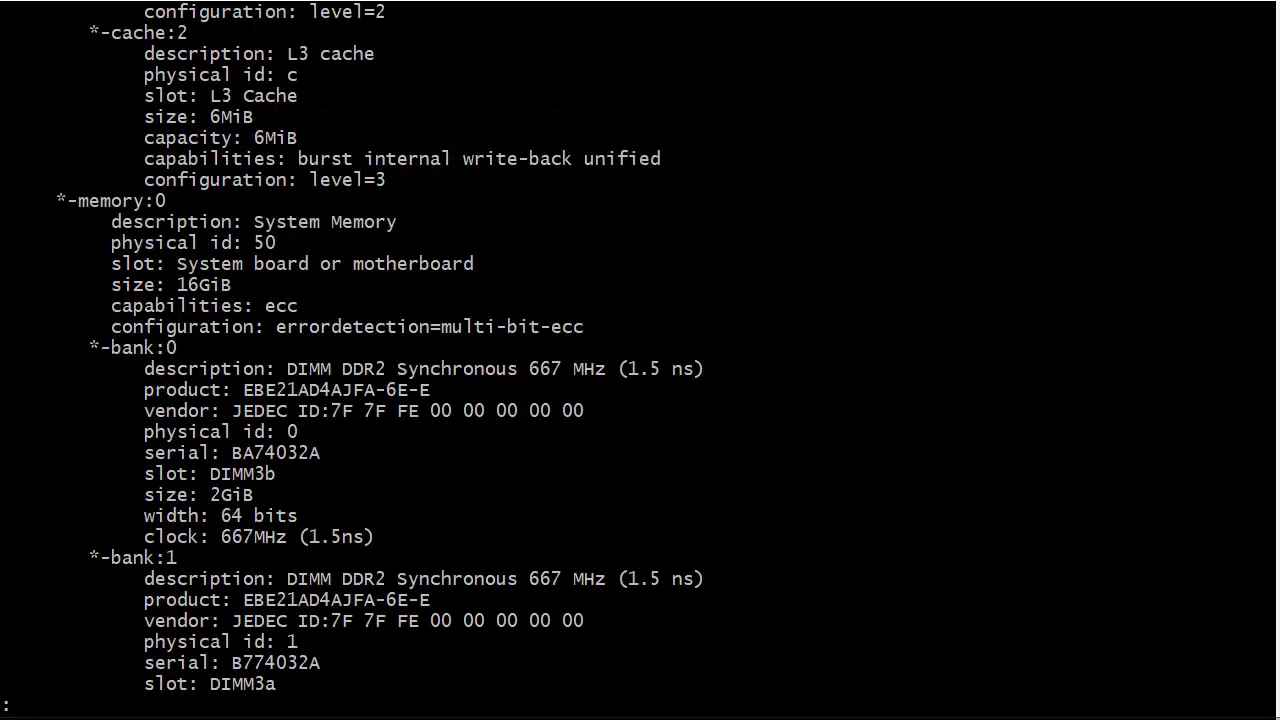 configuration: level=2
*-cache:2
description: L3 cache
physical id: c
slot: L3 Cache
size: 6MiB
capacity: 6MiB
capabilities: burst internal write-back unified
configuration: level=3
*-memory:0
description: System Memory
physical id: 50
slot: System board or motherboard
size: 16GiB
capabilities: ecc
configuration: errordetection=multi-bit-ecc
*-bank:0
description: DIMM DDR2 Synchronous 667 MHz (1.5 ns)
product: EBE21AD4AJFA-6E-E
vendor: JEDEC ID:7F 7F FE 00 00 00 00 00
physical id: 0
serial: BA74032A
slot: DIMM3b
size: 2GiB
width: 64 bits
clock: 667MHz (1.5ns)
*-bank:1
description: DIMM DDR2 Synchronous 667 MHz (1.5 ns)
product: EBE21AD4AJFA-6E-E
vendor: JEDEC ID:7F 7F FE 00 00 00 00 00
physical id: 1
serial: B774032A
slot: DIMM3a
: